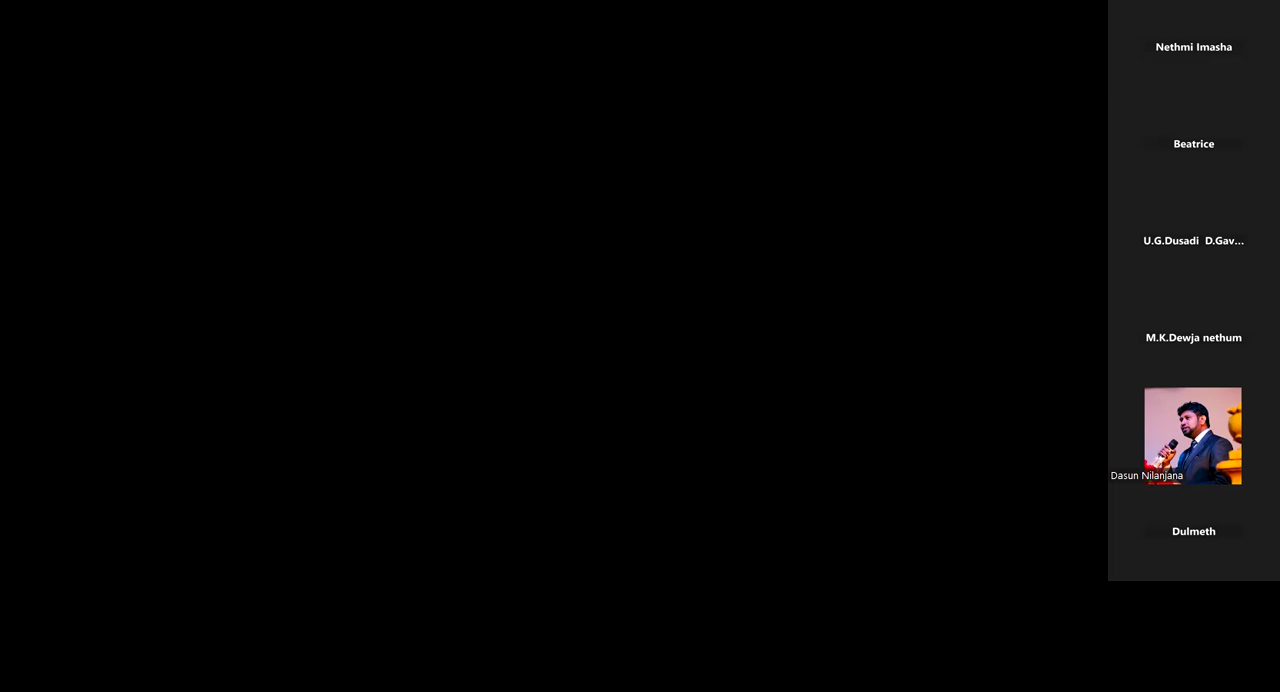 Nethmi Imasha
Beatrice
U.G.Dusadi  D.Gav...
M.K.Dewja nethum
Dasun Nilanjana
Dulmeth